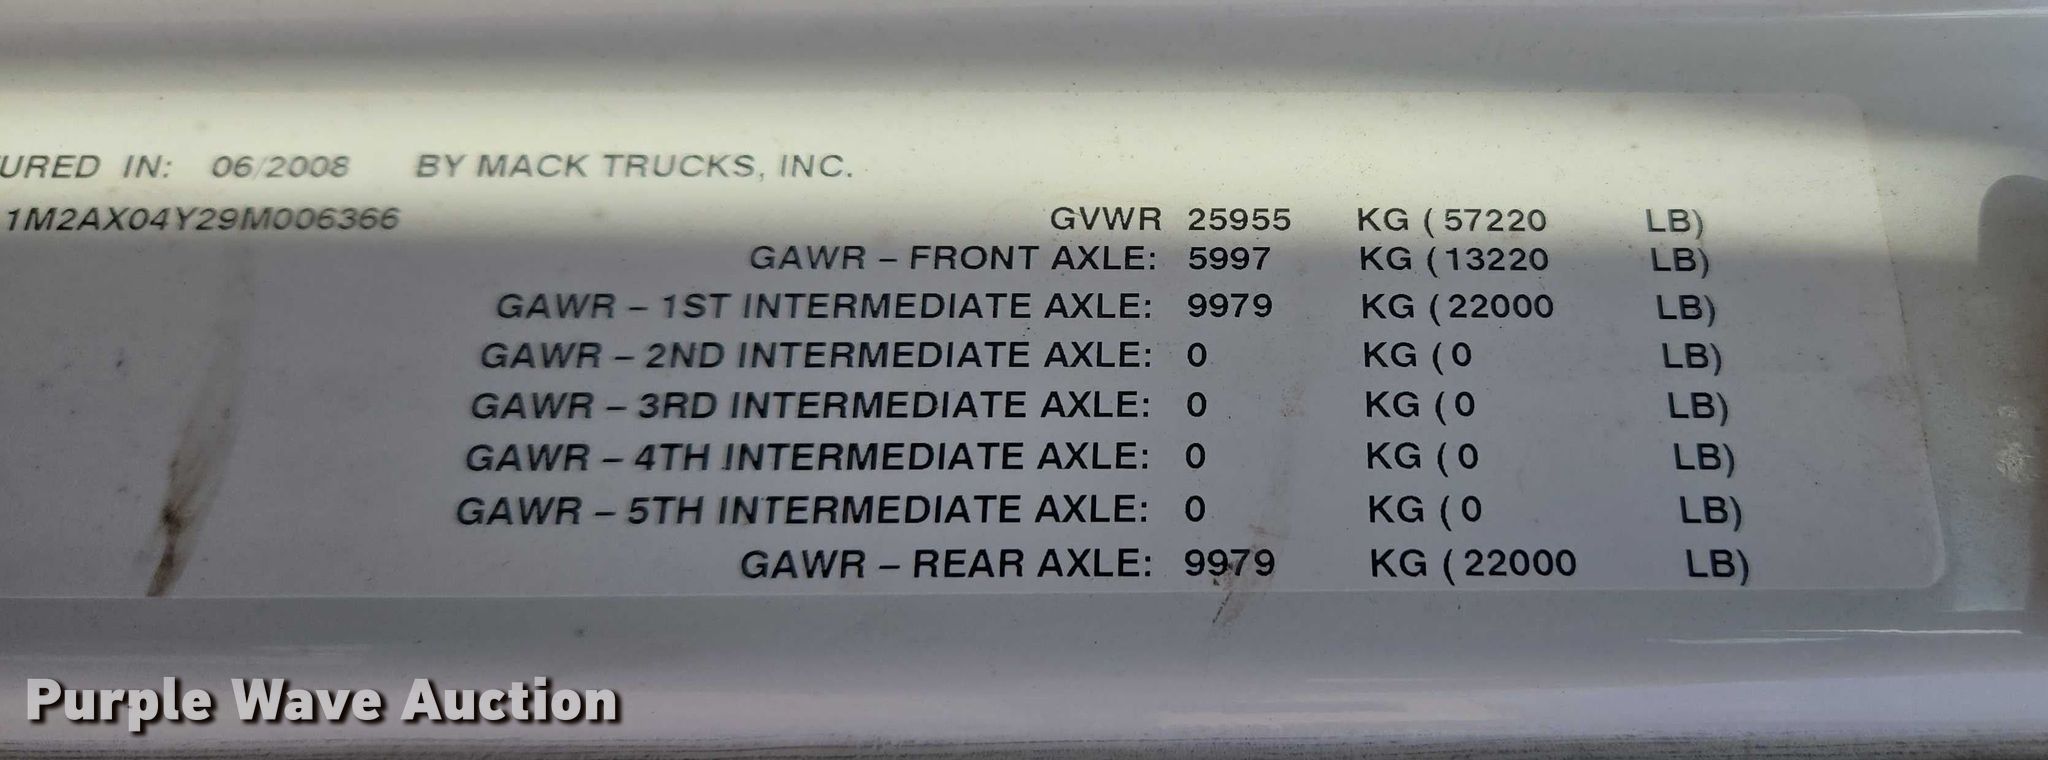 URED IN: 06/2008 BY MACK TRUCKS, INC.
1M2AX04Y29M006366 GVWR 25955 KG (57220 LB)
GAWR – FRONT AXLE: 5997 KG (13220 LB)
GAWR – 1ST INTERMEDIATE AXLE: 9979 KG (22000 LB)
GAWR – 2ND INTERMEDIATE AXLE: 0 KG (0 LB)
GAWR – 3RD INTERMEDIATE AXLE: 0 KG (0 LB)
GAWR – 4TH INTERMEDIATE AXLE: 0 KG (0 LB)
GAWR – 5TH INTERMEDIATE AXLE: 0 KG (0 LB)
GAWR – REAR AXLE: 9979 KG (22000 LB)
Purple Wave Auction